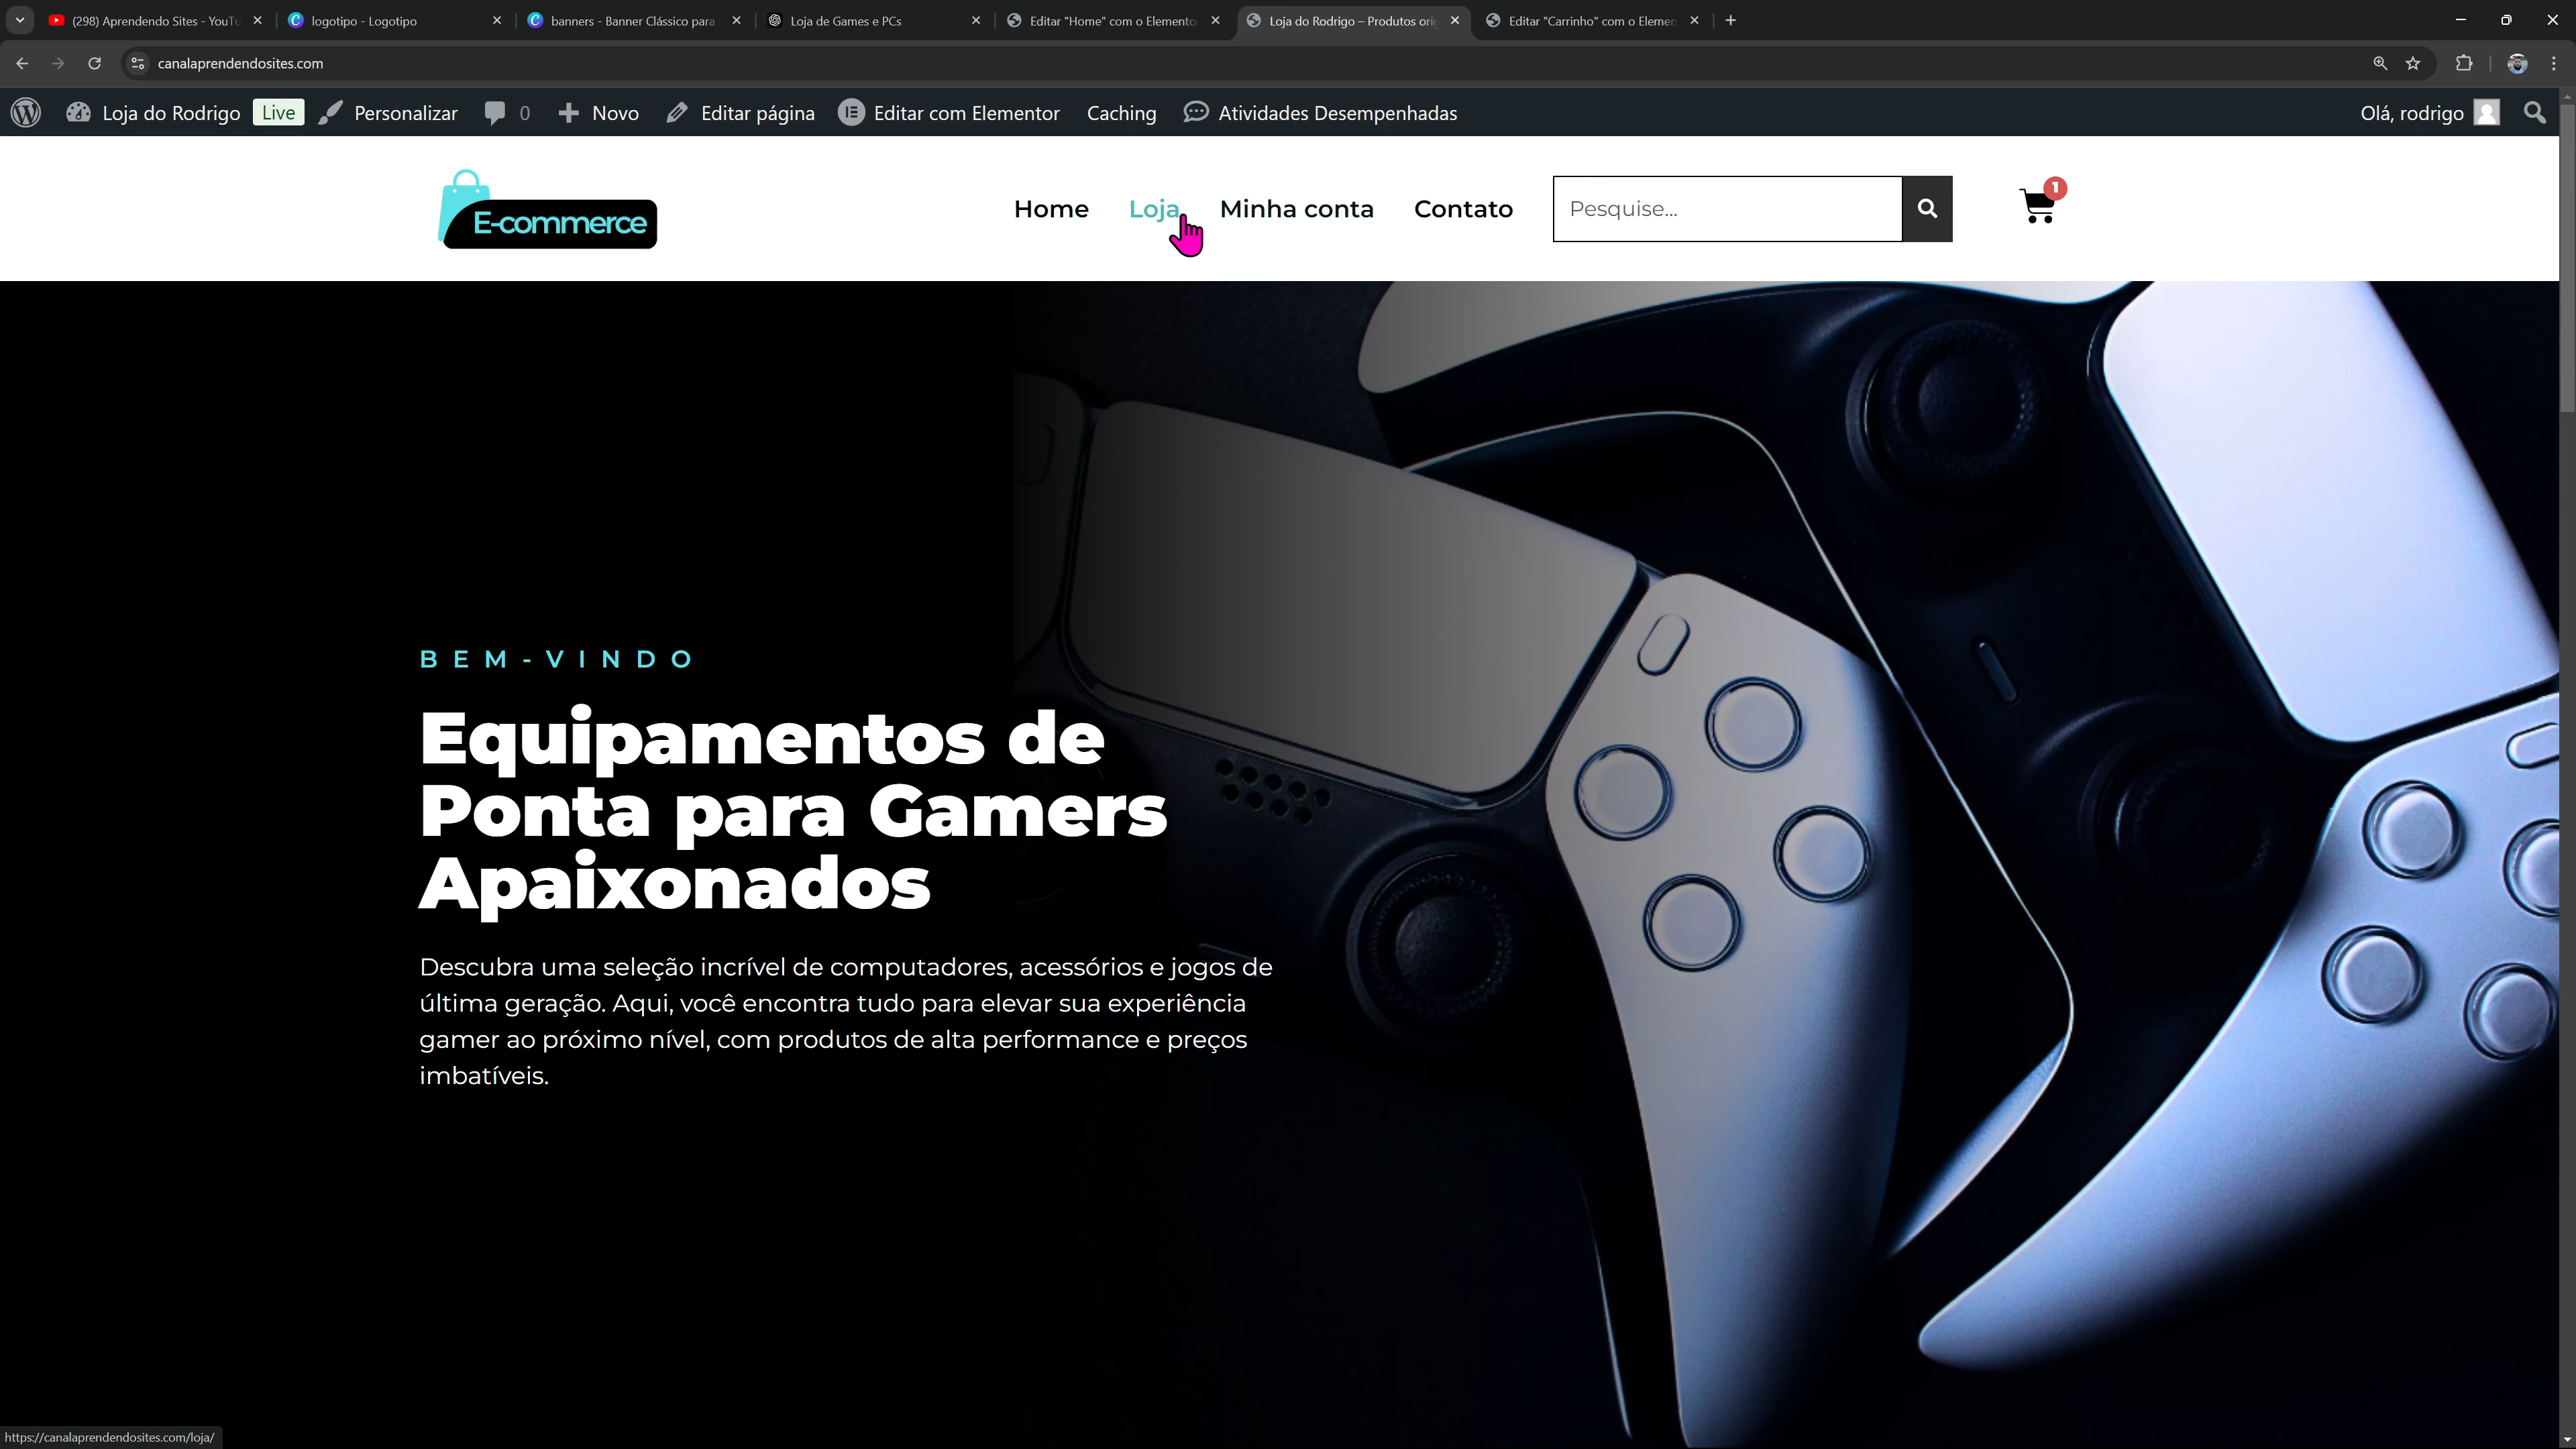 (298) Aprendendo Sites - YouTu
logotipo - Logotipo
banners - Banner Clássico para
Loja de Games e PCs
Editar "Home" com o Elemento
Loja do Rodrigo – Produtos orig
Editar "Carrinho" com o Elemen
canalaprendendosites.com
Loja do Rodrigo Live Personalizar 0 Novo Editar página Editar com Elementor Caching Atividades Desempenhadas Olá, rodrigo
E-commerce
Home Loja Minha conta Contato Pesquise... 1
BEM-VINDO
Equipamentos de
Ponta para Gamers
Apaixonados
Descubra uma seleção incrível de computadores, acessórios e jogos de
última geração. Aqui, você encontra tudo para elevar sua experiência
gamer ao próximo nível, com produtos de alta performance e preços
imbatíveis.
https://canalaprendendosites.com/loja/